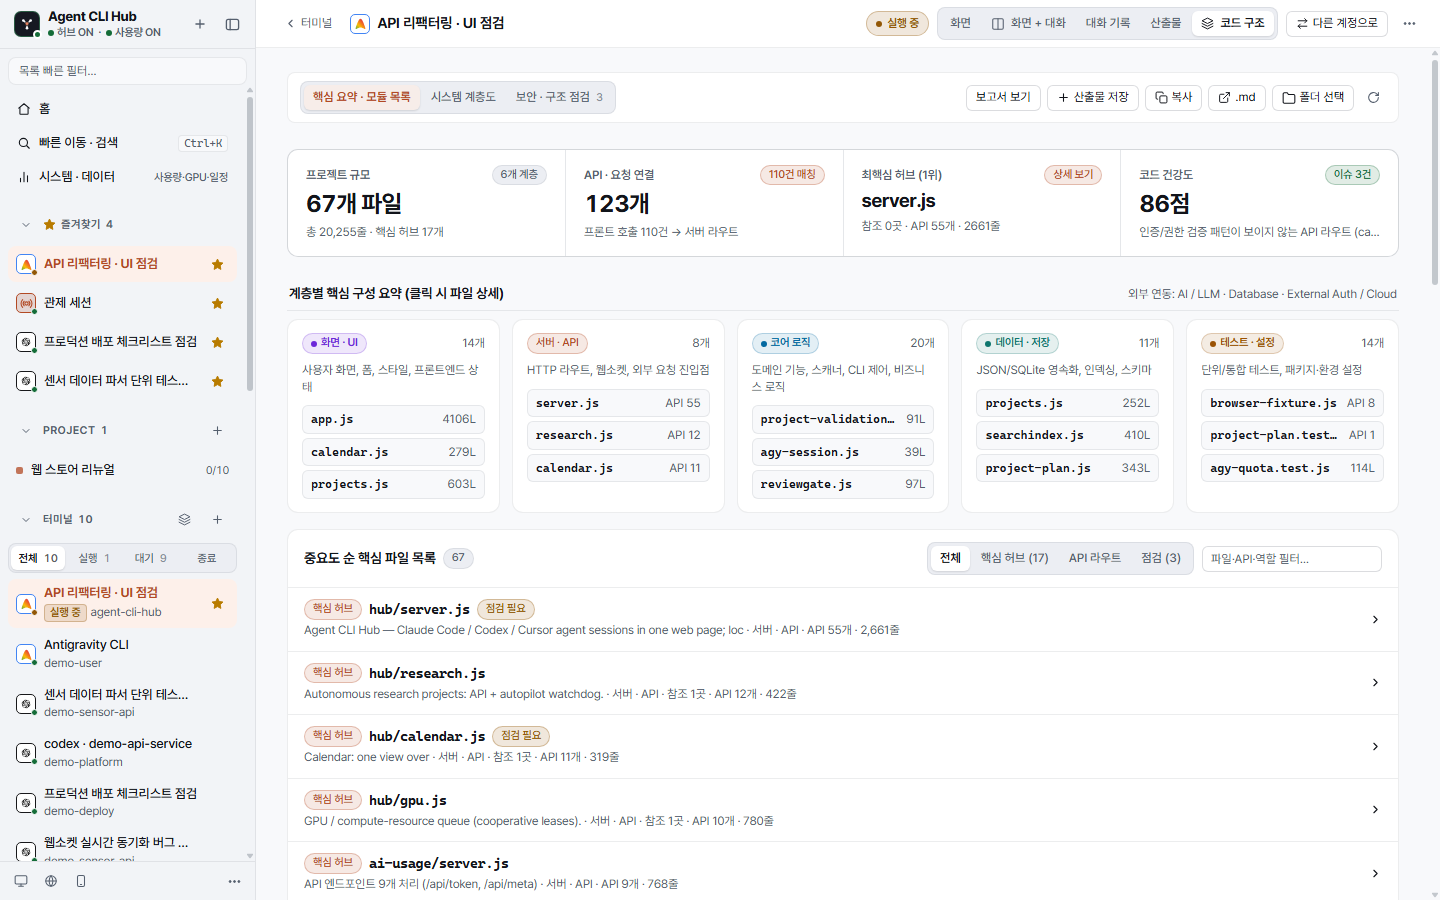 Agent CLI Hub
허브 ON · 사용량 ON
목록 빠른 필터...
홈
빠른 이동 · 검색 Ctrl+K
시스템 · 데이터 사용량·GPU·일정
즐겨찾기 4
API 리팩터링 · UI 점검
관제 세션
프로덕션 배포 체크리스트 점검
센서 데이터 파서 단위 테스...
PROJECT 1
웹 스토어 리뉴얼 0/10
터미널 10
전체 10 실행 1 대기 9 종료
API 리팩터링 · UI 점검
실행 중 agent-cli-hub
Antigravity CLI
demo-user
센서 데이터 파서 단위 테스...
demo-sensor-api
codex · demo-api-service
demo-platform
프로덕션 배포 체크리스트 점검
demo-deploy
웹소켓 실시간 동기화 버그 ...
demo-sensor-api
터미널 API 리팩터링 · UI 점검 실행 중 화면 화면 + 대화 대화 기록 산출물 코드 구조 다른 계정으로
핵심 요약 · 모듈 목록 시스템 계층도 보안 · 구조 점검 3 보고서 보기 산출물 저장 복사 .md 폴더 선택
프로젝트 규모 6개 계층
67개 파일
총 20,255줄 · 핵심 허브 17개
API · 요청 연결 110건 매칭
123개
프론트 호출 110건 → 서버 라우트
최핵심 허브 (1위) 상세 보기
server.js
참조 0곳 · API 55개 · 2661줄
코드 건강도 이슈 3건
86점
인증/권한 검증 패턴이 보이지 않는 API 라우트 (ca...
계층별 핵심 구성 요약 (클릭 시 파일 상세) 외부 연동: AI / LLM · Database · External Auth / Cloud
화면 · UI 14개
사용자 화면, 폼, 스타일, 프론트엔드 상
태
app.js 4106L
calendar.js 279L
projects.js 603L
서버 · API 8개
HTTP 라우트, 웹소켓, 외부 요청 진입점
server.js API 55
research.js API 12
calendar.js API 11
코어 로직 20개
도메인 기능, 스캐너, CLI 제어, 비즈니
스 로직
project-validation… 91L
agy-session.js 39L
reviewgate.js 97L
데이터 · 저장 11개
JSON/SQLite 영속화, 인덱싱, 스키마
projects.js 252L
searchindex.js 410L
project-plan.js 343L
테스트 · 설정 14개
단위/통합 테스트, 패키지·환경 설정
browser-fixture.js API 8
project-plan.test… API 1
agy-quota.test.js 114L
중요도 순 핵심 파일 목록 67 전체 핵심 허브 (17) API 라우트 점검 (3) 파일·API·역할 필터...
핵심 허브 hub/server.js 점검 필요
Agent CLI Hub — Claude Code / Codex / Cursor agent sessions in one web page; loc · 서버 · API · API 55개 · 2,661줄
핵심 허브 hub/research.js
Autonomous research projects: API + autopilot watchdog. · 서버 · API · 참조 1곳 · API 12개 · 422줄
핵심 허브 hub/calendar.js 점검 필요
Calendar: one view over · 서버 · API · 참조 1곳 · API 11개 · 319줄
핵심 허브 hub/gpu.js
GPU / compute-resource queue (cooperative leases). · 서버 · API · 참조 1곳 · API 10개 · 780줄
핵심 허브 ai-usage/server.js
API 엔드포인트 9개 처리 (/api/token, /api/meta) · 서버 · API · API 9개 · 768줄